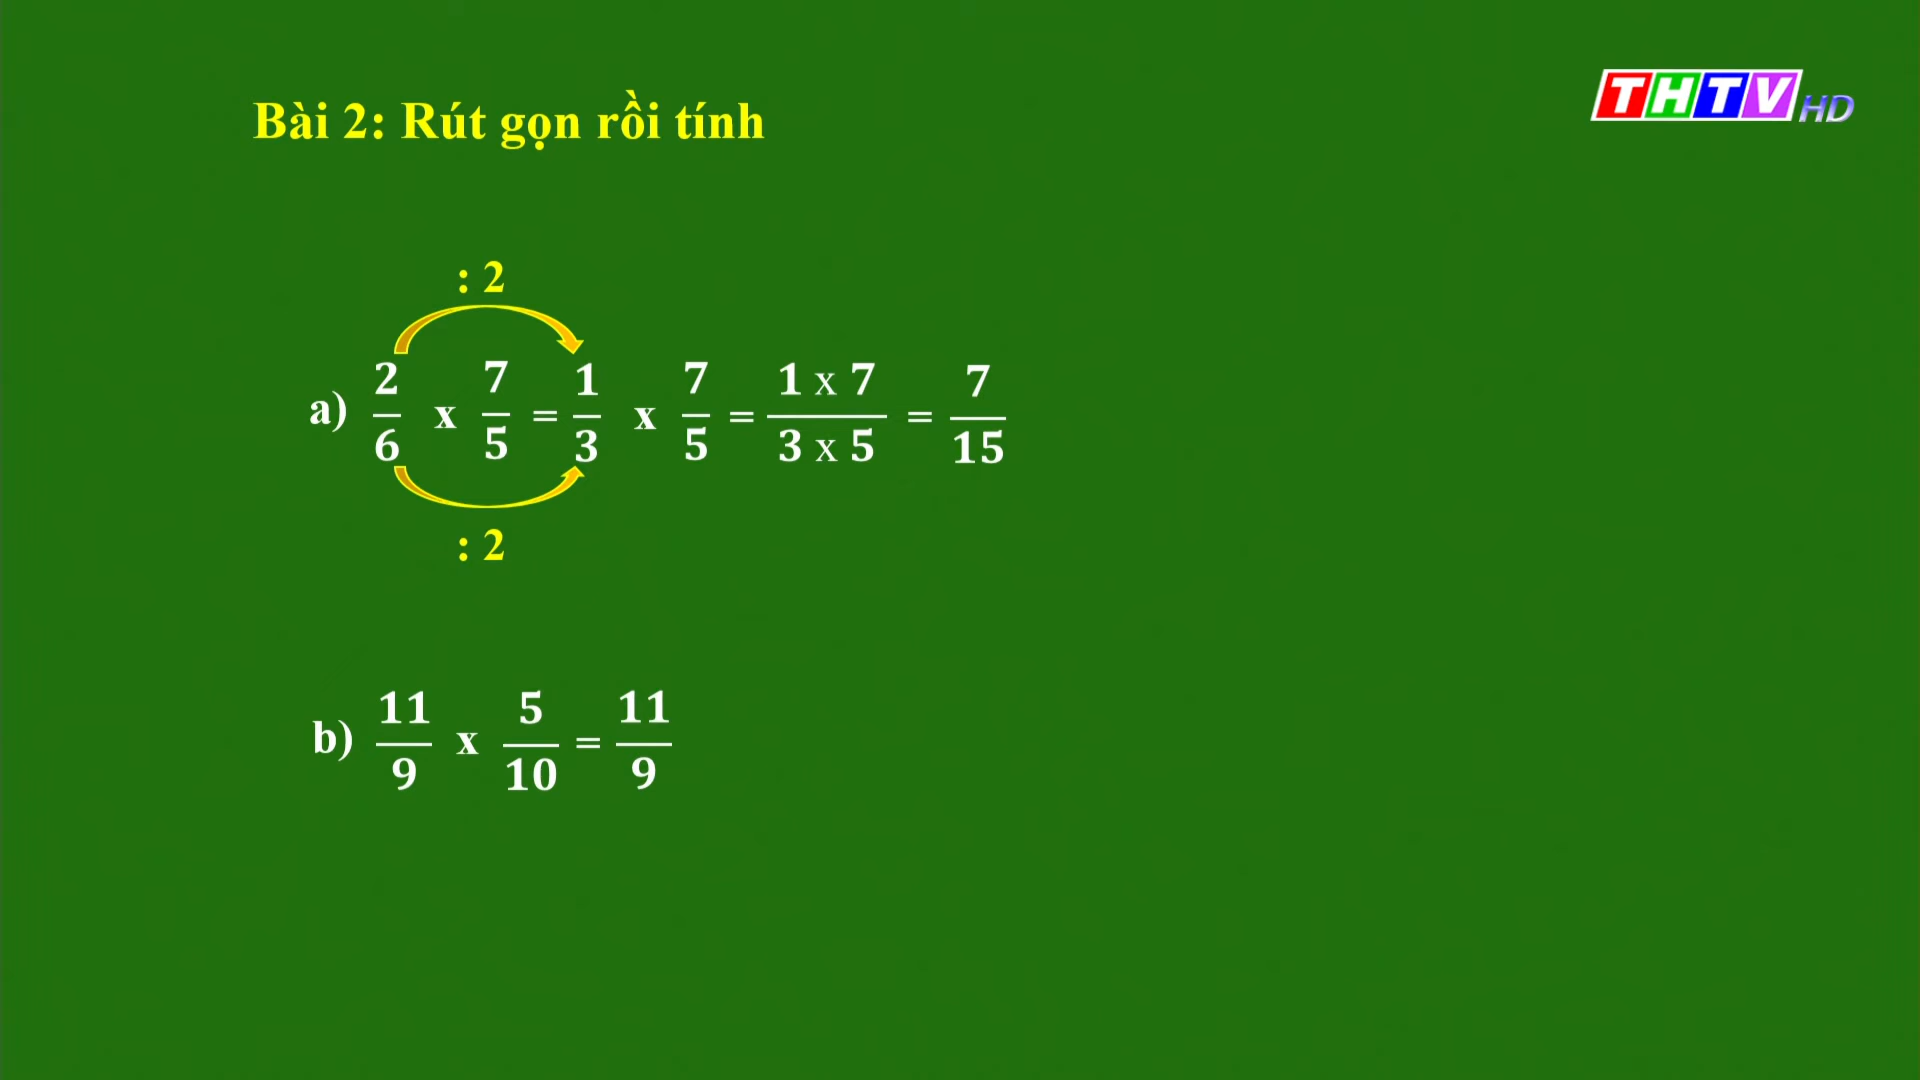 THTV HD
Bài 2: Rút gọn rồi tính
: 2
a) 2/6 x 7/5 = 1/3 x 7/5 = 1 x 7 / 3 x 5 = 7/15
: 2
b) 11/9 x 5/10 = 11/9